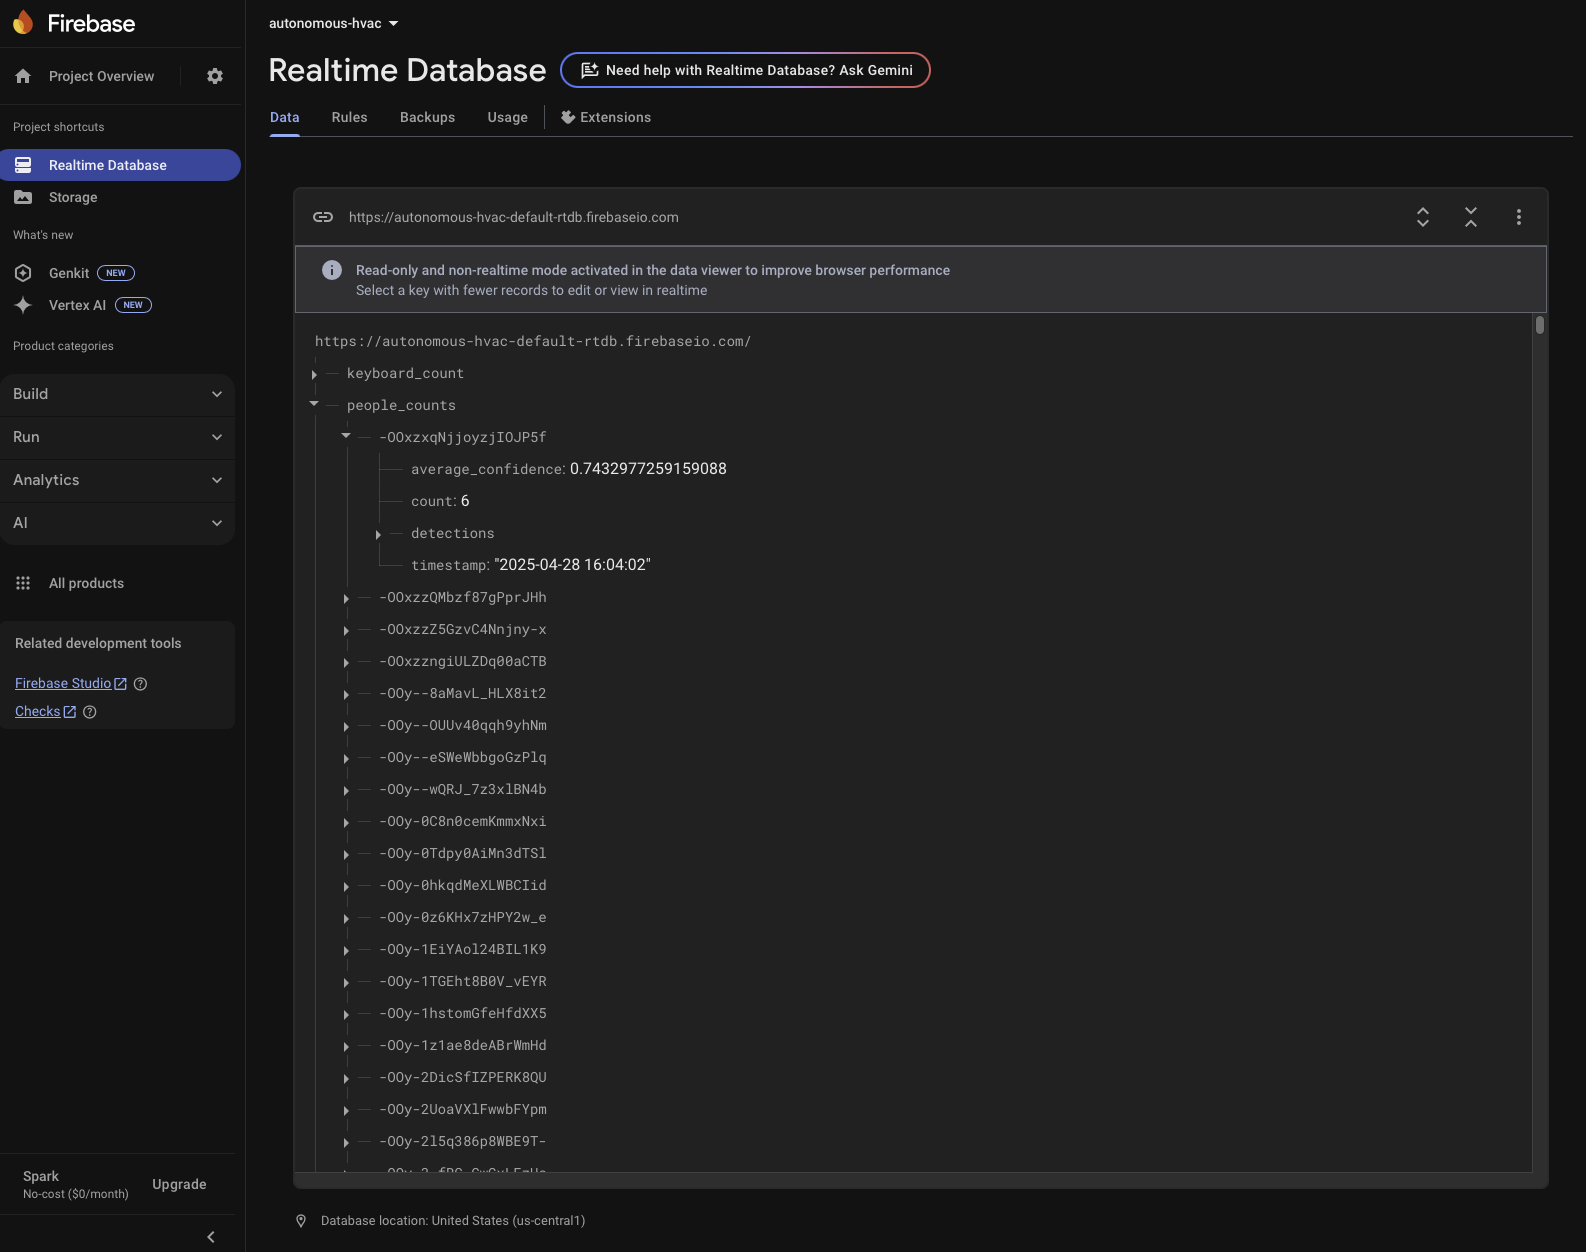 Firebase
Project Overview
Project shortcuts
Realtime Database
Storage
What's new
Genkit NEW
Vertex AI NEW
Product categories
Build
Run
Analytics
AI
All products
Related development tools
Firebase Studio
Checks
Spark
No-cost ($0/month)
Upgrade
autonomous-hvac
Realtime Database
Need help with Realtime Database? Ask Gemini
Data Rules Backups Usage Extensions
https://autonomous-hvac-default-rtdb.firebaseio.com
Read-only and non-realtime mode activated in the data viewer to improve browser performance
Select a key with fewer records to edit or view in realtime
https://autonomous-hvac-default-rtdb.firebaseio.com/
keyboard_count
people_counts
-OOxzxqNjjoyzjIOJP5f
average_confidence: 0.7432977259159088
count: 6
detections
timestamp: "2025-04-28 16:04:02"
-OOxzzQMbzf87gPprJHh
-OOxzzZ5GzvC4Nnjny-x
-OOxzzngiULZDq00aCTB
-OOy--8aMavL_HLX8it2
-OOy--OUUv40qqh9yhNm
-OOy--eSWeWbbgoGzPlq
-OOy--wQRJ_7z3xlBN4b
-OOy-0C8n0cemKmmxNxi
-OOy-0Tdpy0AiMn3dTSl
-OOy-0hkqdMeXLWBCIid
-OOy-0z6KHx7zHPY2w_e
-OOy-1EiYAol24BIL1K9
-OOy-1TGEht8B0V_vEYR
-OOy-1hstomGfeHfdXX5
-OOy-1z1ae8deABrWmHd
-OOy-2DicSfIZPERK8QU
-OOy-2UoaVXlFwwbFYpm
-OOy-2l5q386p8WBE9T-
Database location: United States (us-central1)